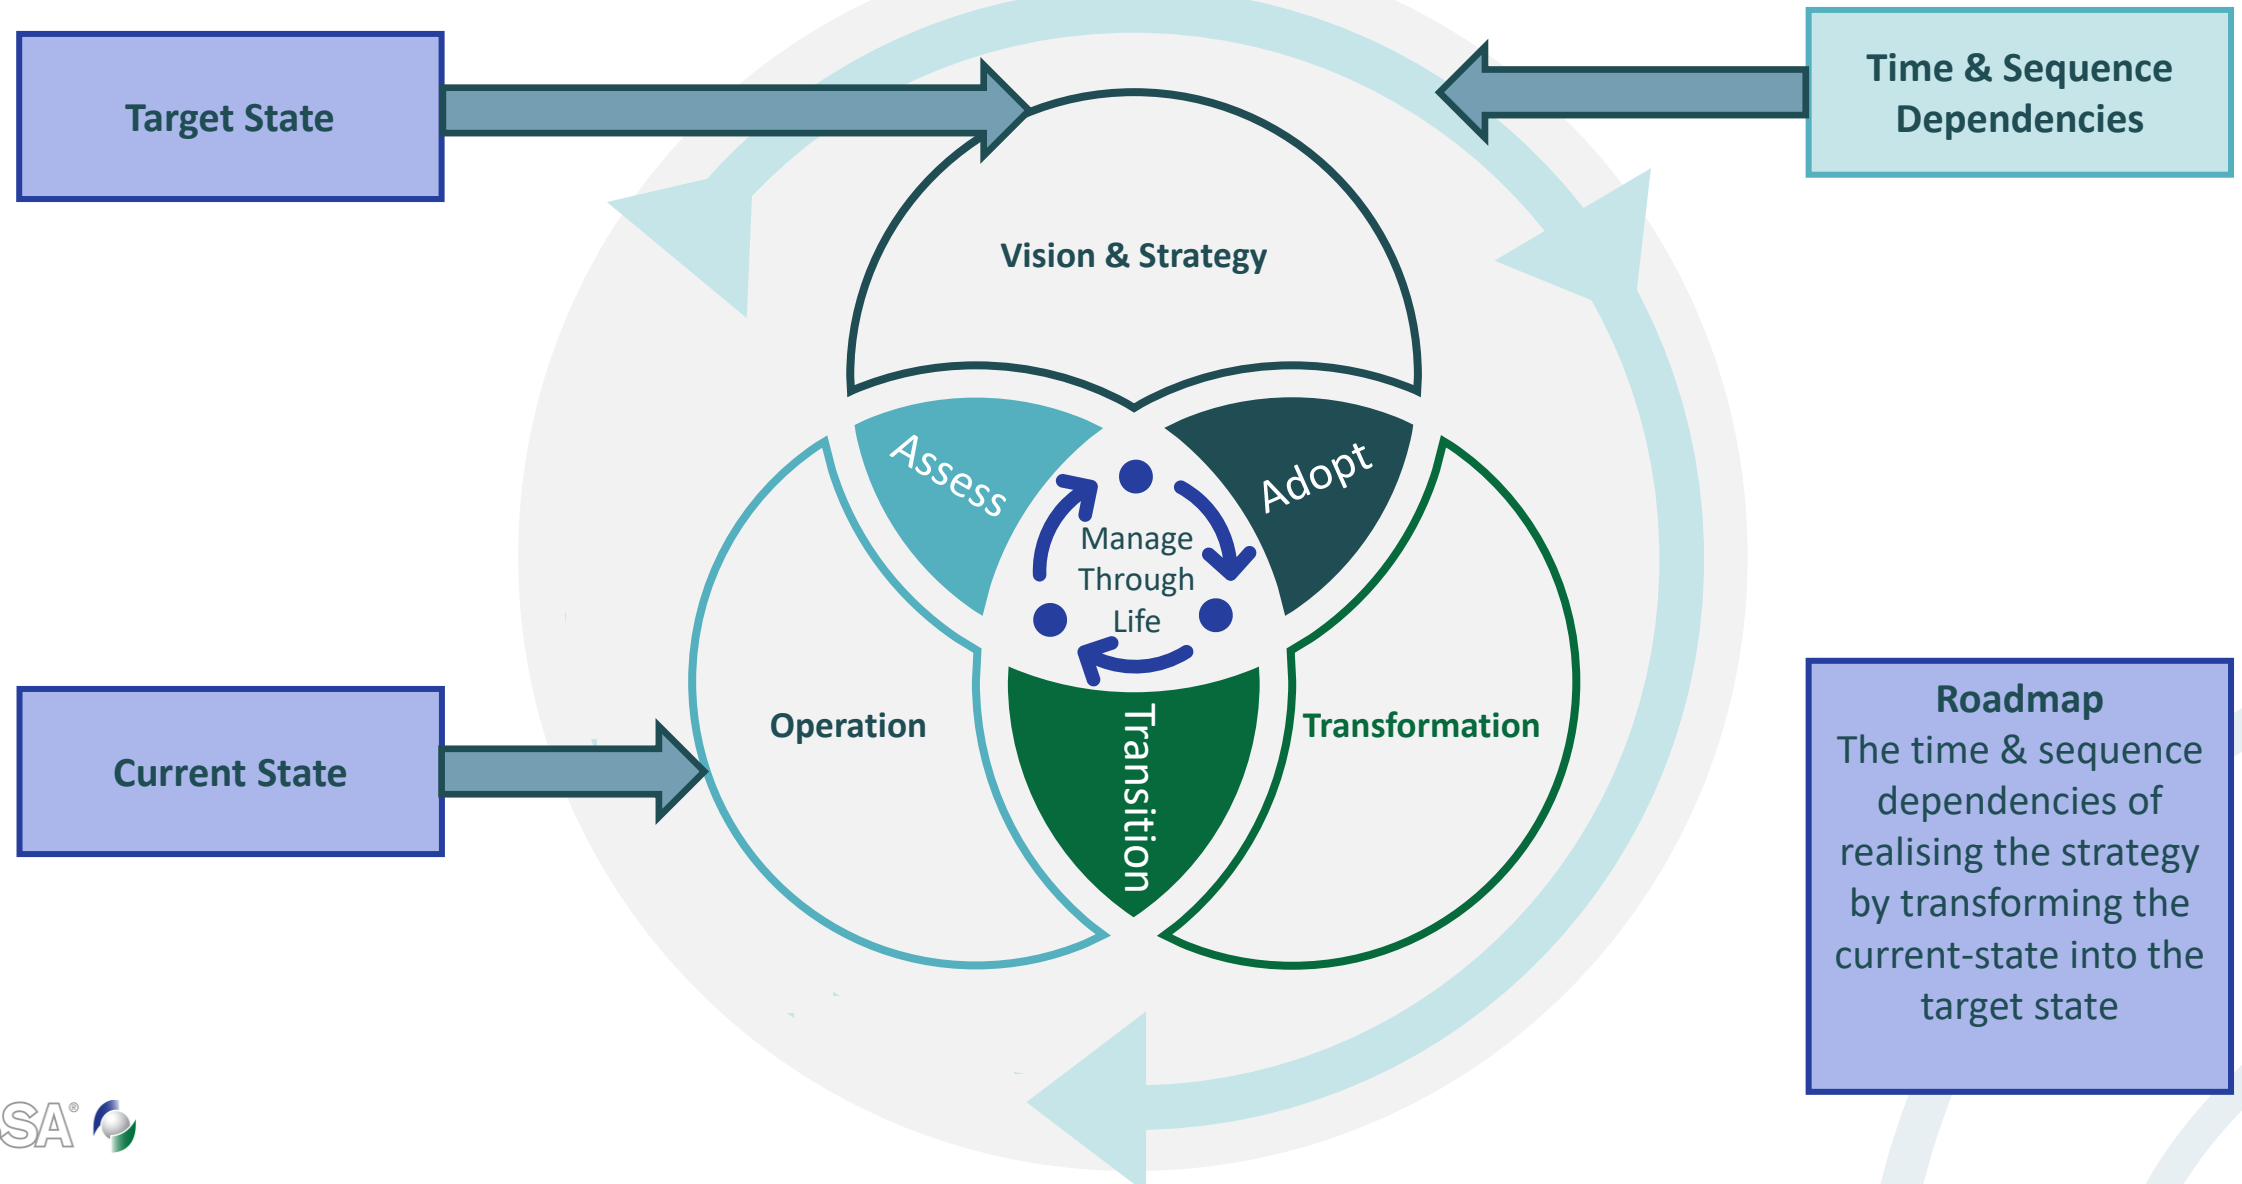 Target State
Time & Sequence
Dependencies
Vision & Strategy
Assess
Adopt
Manage
Through
Life
Operation
Transition
Transformation
Current State
Roadmap
The time & sequence
dependencies of
realising the strategy
by transforming the
current-state into the
target state
SA®